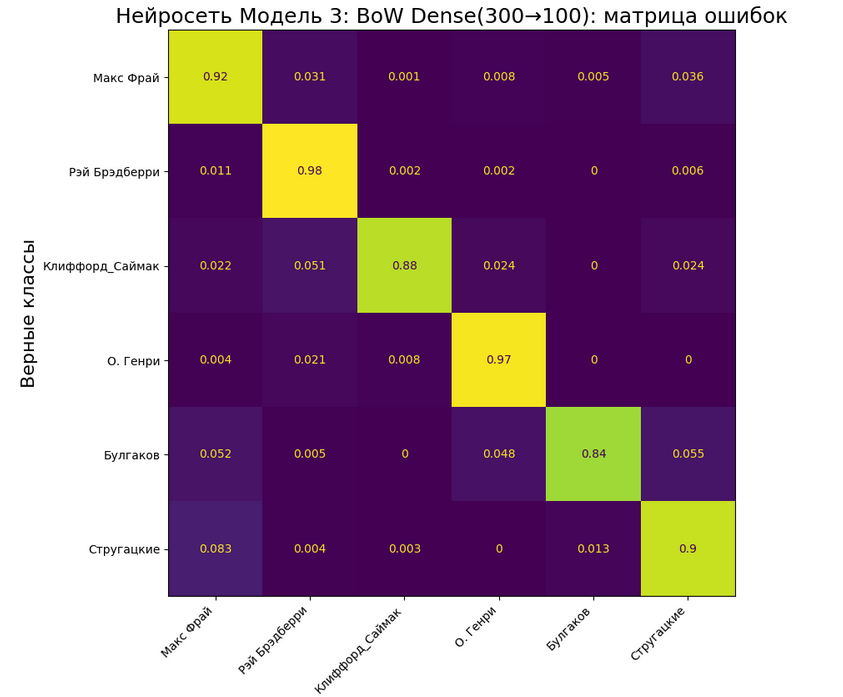 Нейросеть Модель 3: BoW Dense(300→100): матрица ошибок
Верные классы
Макс Фрай 0.92 0.031 0.001 0.008 0.005 0.036
Рэй Брэдберри 0.011 0.98 0.002 0.002 0 0.006
Клиффорд_Саймак 0.022 0.051 0.88 0.024 0 0.024
О. Генри 0.004 0.021 0.008 0.97 0 0
Булгаков 0.052 0.005 0 0.048 0.84 0.055
Стругацкие 0.083 0.004 0.003 0 0.013 0.9
Макс Фрай Рэй Брэдберри Клиффорд_Саймак О. Генри Булгаков Стругацкие